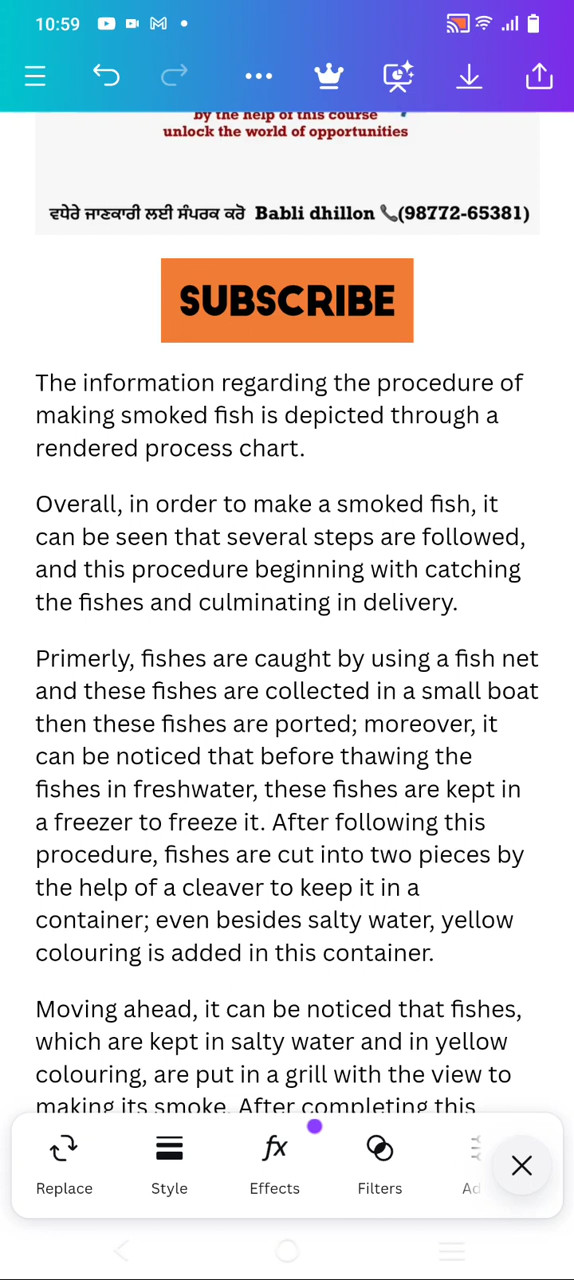 10:59
by the help of this course
unlock the world of opportunities
ਵਧੇਰੇ ਜਾਣਕਾਰੀ ਲਈ ਸੰਪਰਕ ਕਰੋ Babli dhillon 📞(98772-65381)
SUBSCRIBE
The information regarding the procedure of
making smoked fish is depicted through a
rendered process chart.
Overall, in order to make a smoked fish, it
can be seen that several steps are followed,
and this procedure beginning with catching
the fishes and culminating in delivery.
Primerly, fishes are caught by using a fish net
and these fishes are collected in a small boat
then these fishes are ported; moreover, it
can be noticed that before thawing the
fishes in freshwater, these fishes are kept in
a freezer to freeze it. After following this
procedure, fishes are cut into two pieces by
the help of a cleaver to keep it in a
container; even besides salty water, yellow
colouring is added in this container.
Moving ahead, it can be noticed that fishes,
which are kept in salty water and in yellow
colouring, are put in a grill with the view to
making its smoke. After completing this
Replace Style Effects Filters Ad